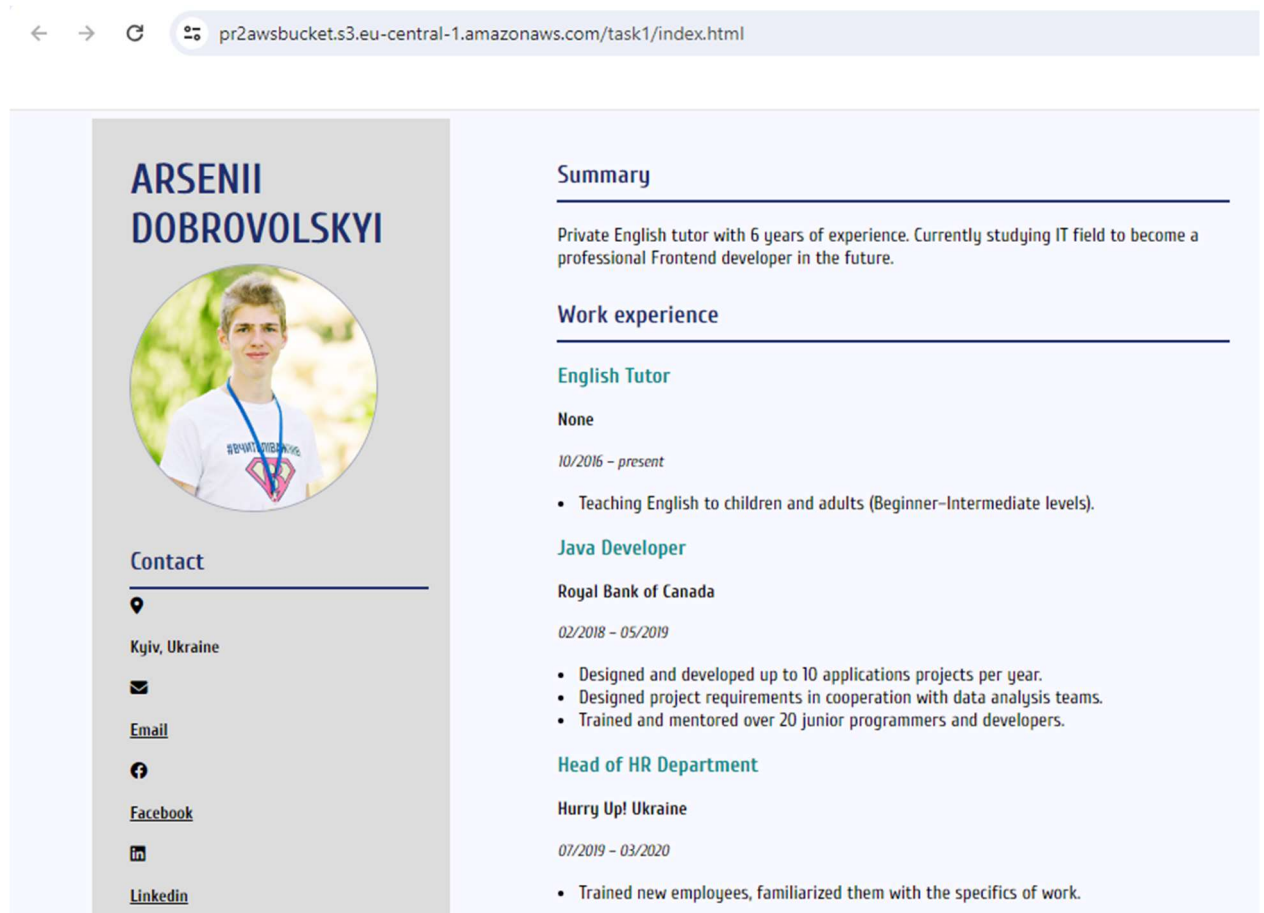 pr2awsbucket.s3.eu-central-1.amazonaws.com/task1/index.html
ARSENII
DOBROVOLSKYI
Contact
Kyiv, Ukraine
Email
Facebook
in
Linkedin
Summary
Private English tutor with 6 years of experience. Currently studying IT field to become a
professional Frontend developer in the future.
Work experience
English Tutor
None
10/2016 – present
• Teaching English to children and adults (Beginner–Intermediate levels).
Java Developer
Royal Bank of Canada
02/2018 – 05/2019
• Designed and developed up to 10 applications projects per year.
• Designed project requirements in cooperation with data analysis teams.
• Trained and mentored over 20 junior programmers and developers.
Head of HR Department
Hurry Up! Ukraine
07/2019 – 03/2020
• Trained new employees, familiarized them with the specifics of work.